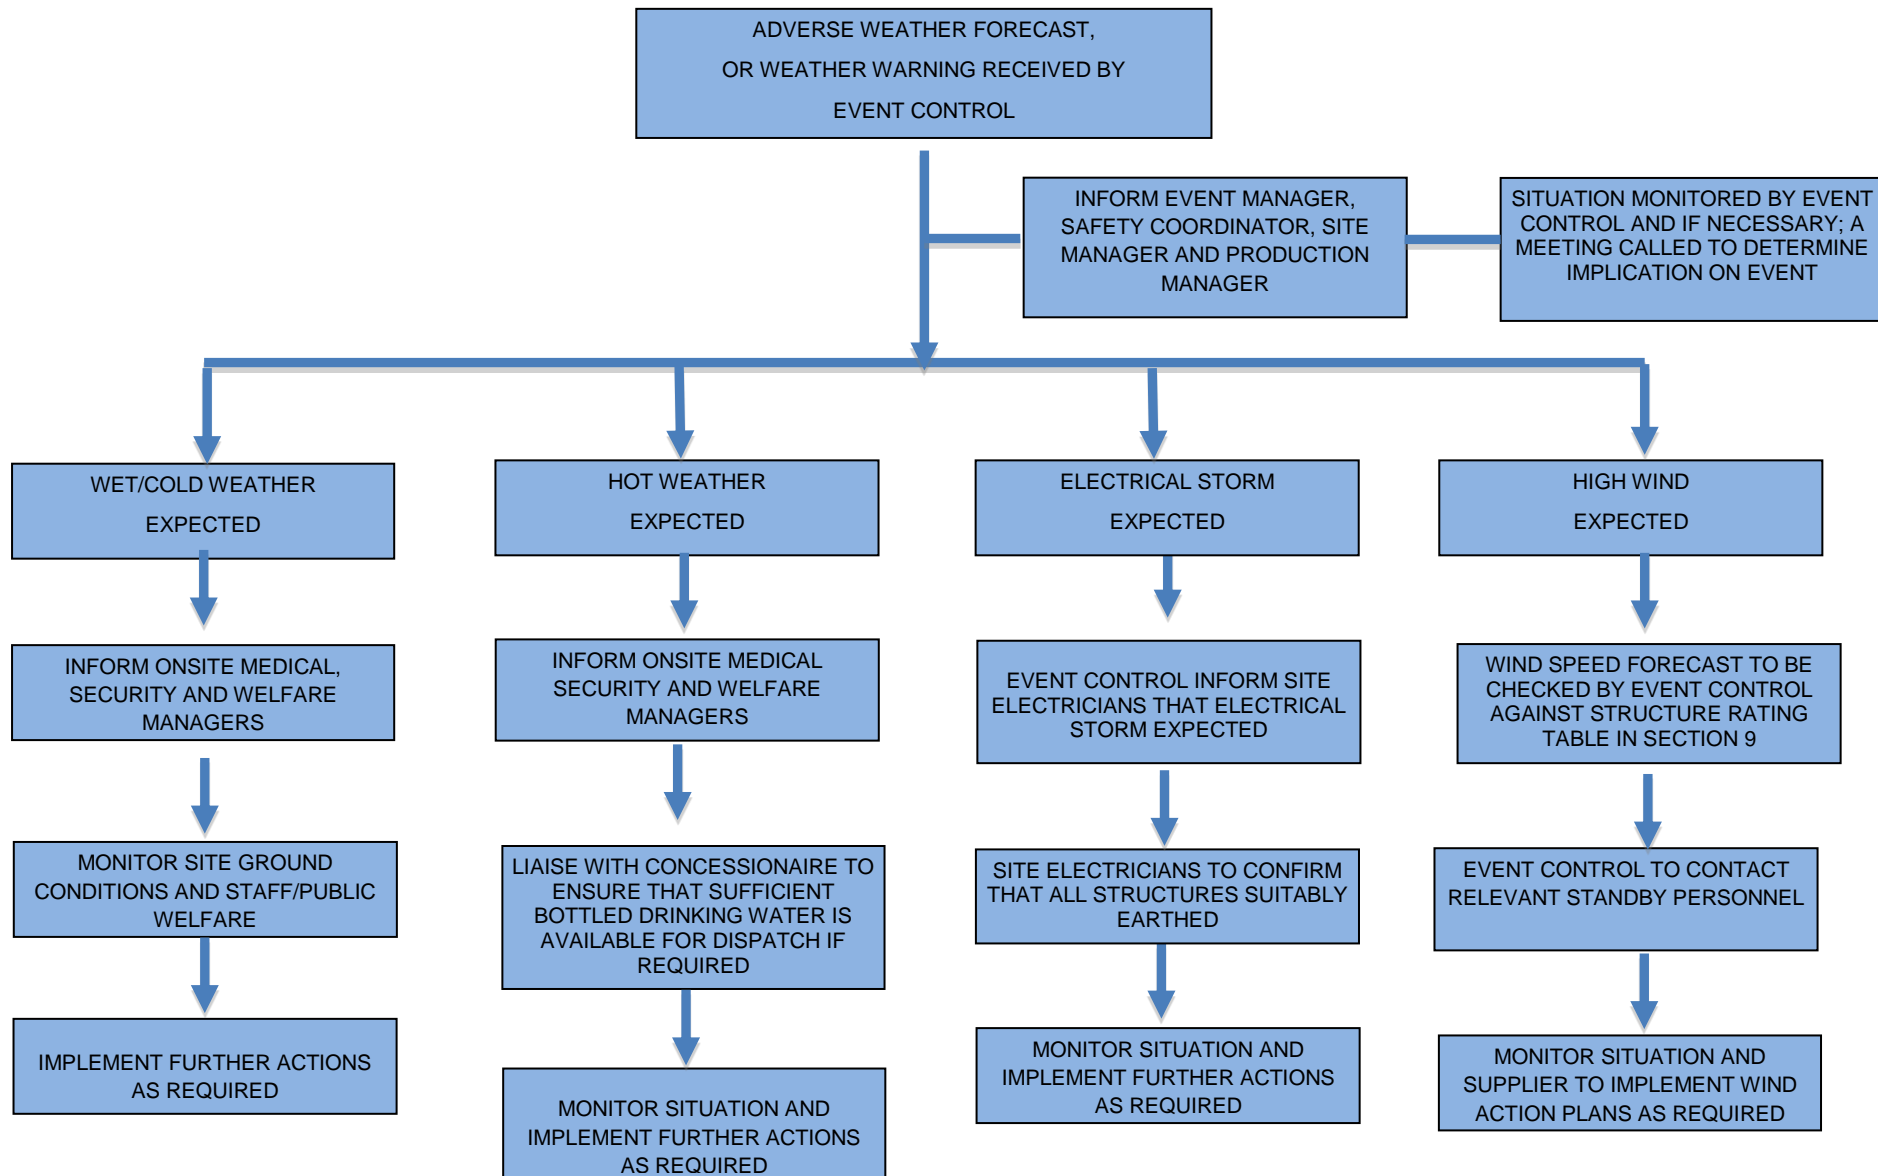 ADVERSE WEATHER FORECAST,
OR WEATHER WARNING RECEIVED BY
EVENT CONTROL
INFORM EVENT MANAGER,
SAFETY COORDINATOR, SITE
MANAGER AND PRODUCTION
MANAGER
SITUATION MONITORED BY EVENT
CONTROL AND IF NECESSARY; A
MEETING CALLED TO DETERMINE
IMPLICATION ON EVENT
WET/COLD WEATHER
EXPECTED
INFORM ONSITE MEDICAL,
SECURITY AND WELFARE
MANAGERS
MONITOR SITE GROUND
CONDITIONS AND STAFF/PUBLIC
WELFARE
IMPLEMENT FURTHER ACTIONS
AS REQUIRED
HOT WEATHER
EXPECTED
INFORM ONSITE MEDICAL
SECURITY AND WELFARE
MANAGERS
LIAISE WITH CONCESSIONAIRE TO
ENSURE THAT SUFFICIENT
BOTTLED DRINKING WATER IS
AVAILABLE FOR DISPATCH IF
REQUIRED
MONITOR SITUATION AND
IMPLEMENT FURTHER ACTIONS
AS REQUIRED
ELECTRICAL STORM
EXPECTED
EVENT CONTROL INFORM SITE
ELECTRICIANS THAT ELECTRICAL
STORM EXPECTED
SITE ELECTRICIANS TO CONFIRM
THAT ALL STRUCTURES SUITABLY
EARTHED
MONITOR SITUATION AND
IMPLEMENT FURTHER ACTIONS
AS REQUIRED
HIGH WIND
EXPECTED
WIND SPEED FORECAST TO BE
CHECKED BY EVENT CONTROL
AGAINST STRUCTURE RATING
TABLE IN SECTION 9
EVENT CONTROL TO CONTACT
RELEVANT STANDBY PERSONNEL
MONITOR SITUATION AND
SUPPLIER TO IMPLEMENT WIND
ACTION PLANS AS REQUIRED